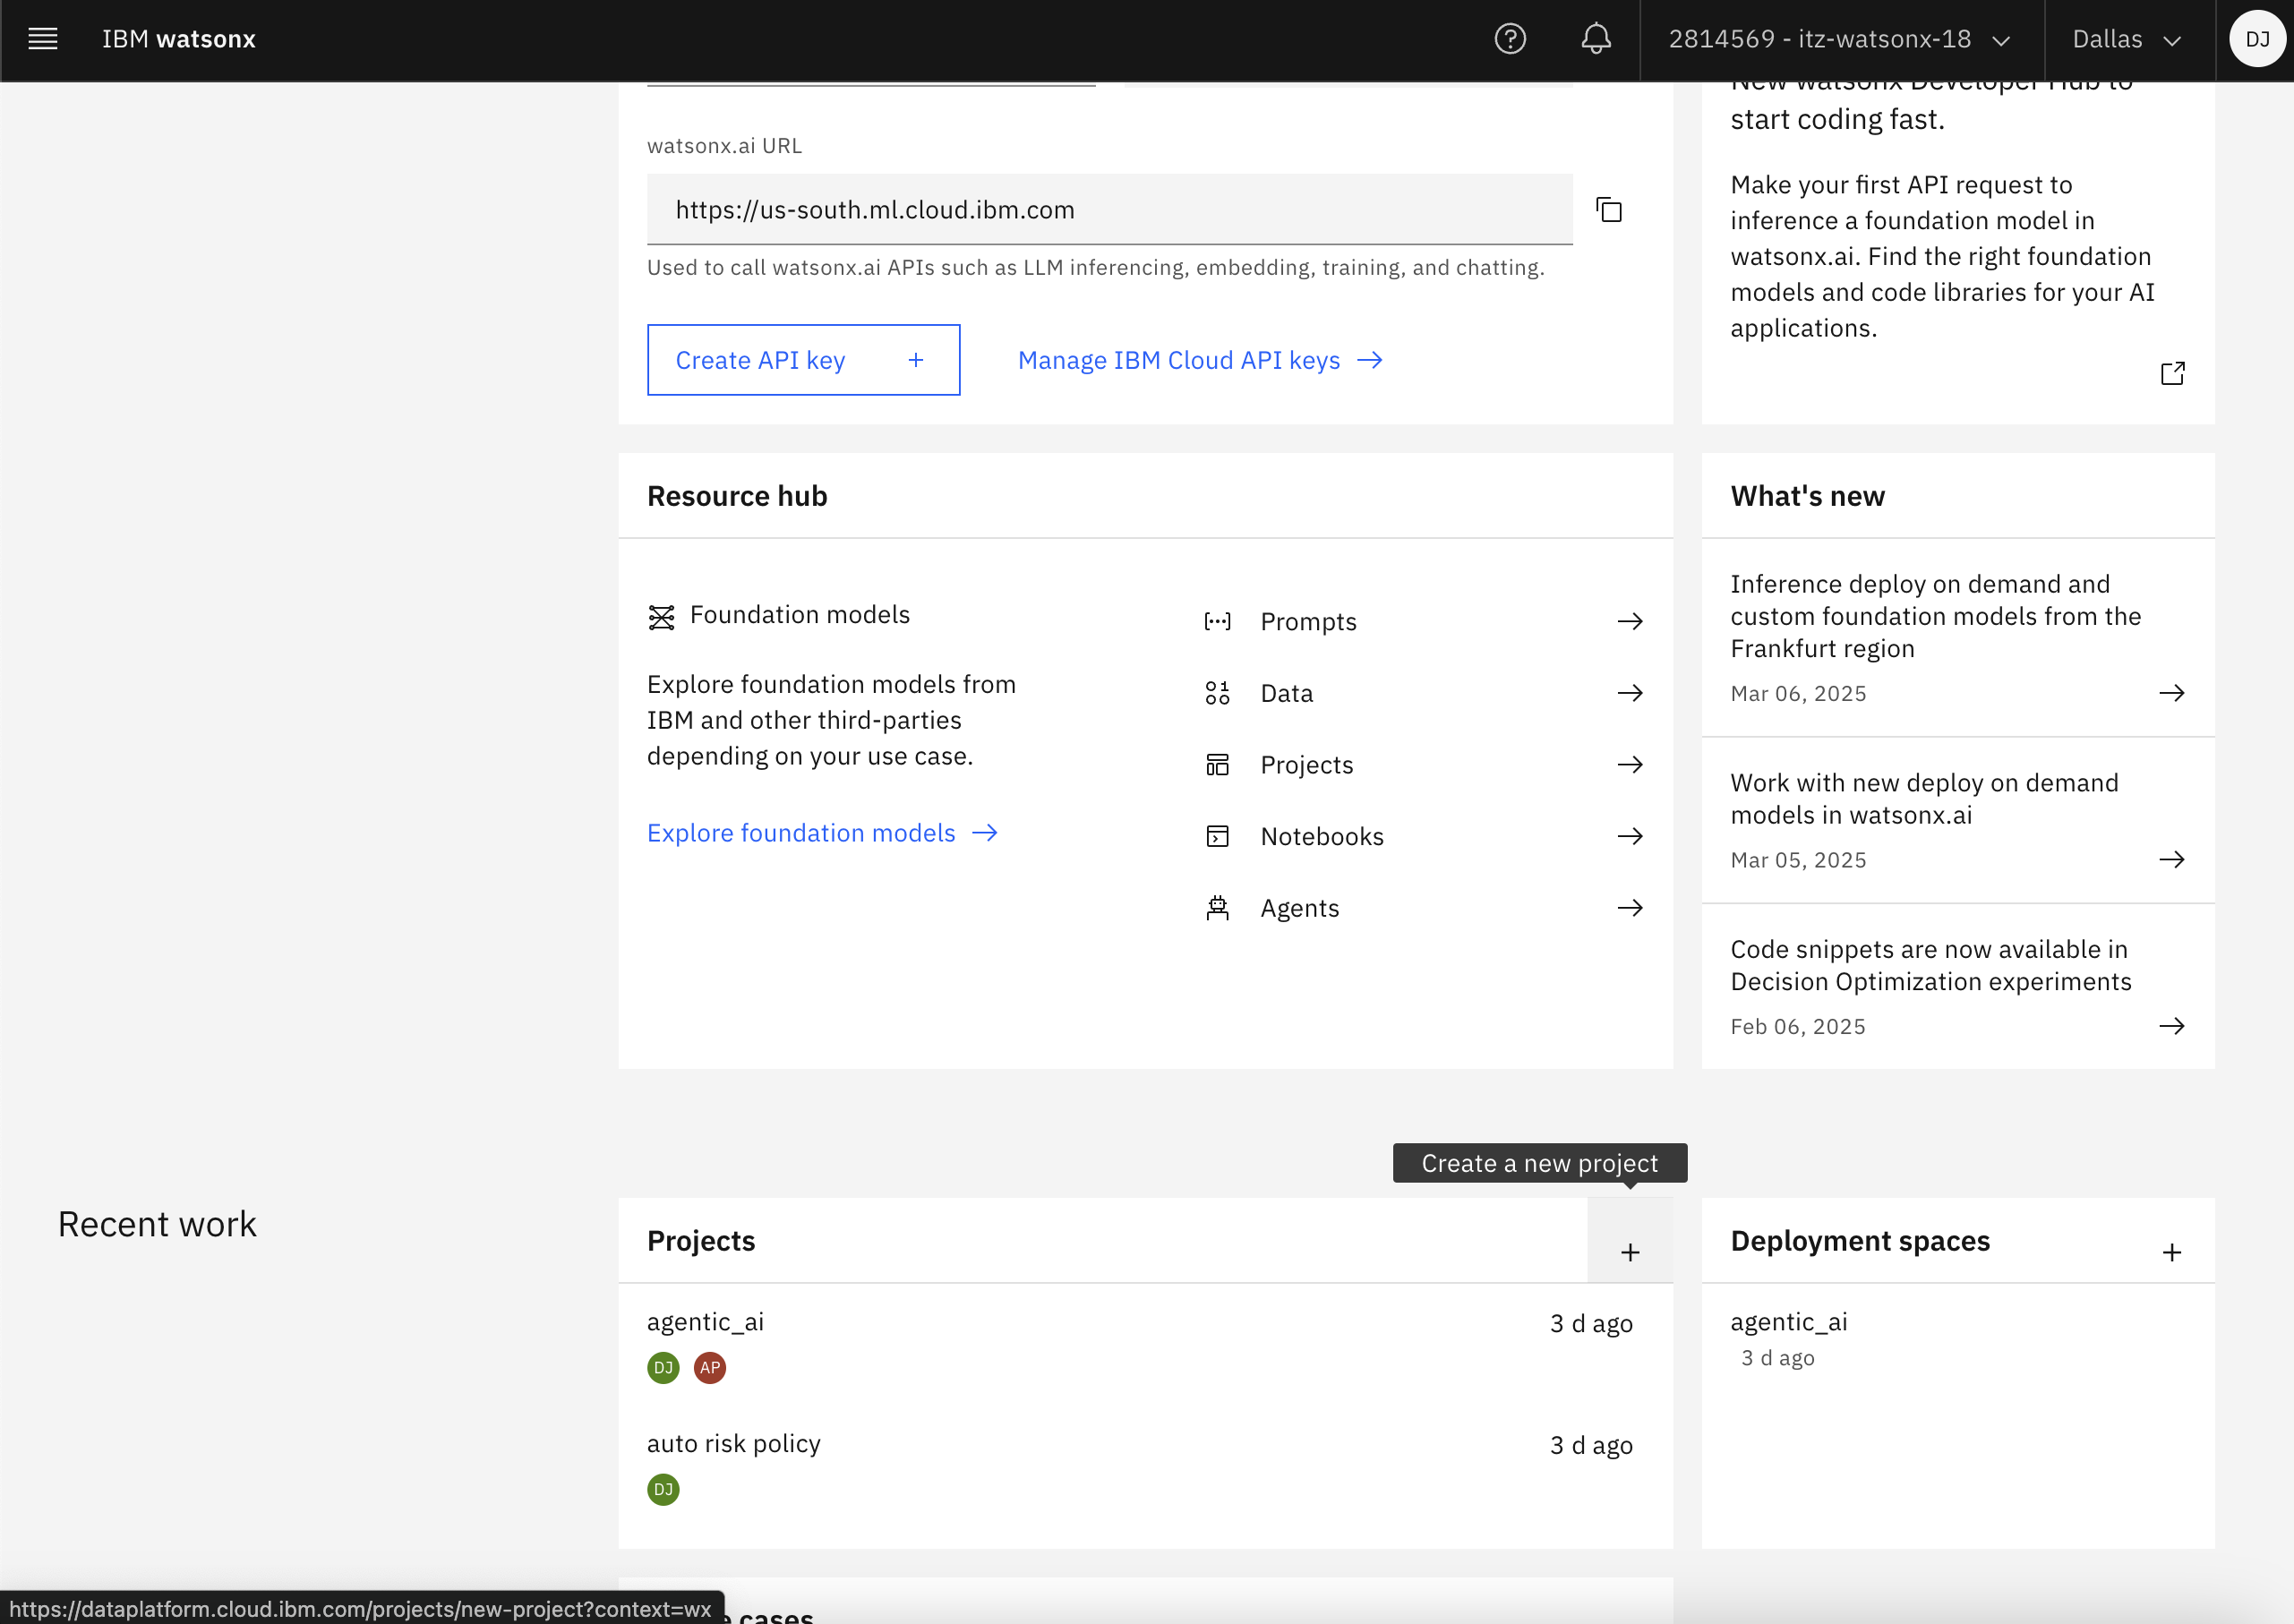 IBM watsonx
2814569 - itz-watsonx-18
Dallas
DJ
watsonx.ai URL
https://us-south.ml.cloud.ibm.com
Used to call watsonx.ai APIs such as LLM inferencing, embedding, training, and chatting.
Create API key +
Manage IBM Cloud API keys
New watsonx Developer Hub to
start coding fast.
Make your first API request to
inference a foundation model in
watsonx.ai. Find the right foundation
models and code libraries for your AI
applications.
Resource hub
Foundation models
Explore foundation models from
IBM and other third-parties
depending on your use case.
Explore foundation models
Prompts
Data
Projects
Notebooks
Agents
What's new
Inference deploy on demand and
custom foundation models from the
Frankfurt region
Mar 06, 2025
Work with new deploy on demand
models in watsonx.ai
Mar 05, 2025
Code snippets are now available in
Decision Optimization experiments
Feb 06, 2025
Recent work
Create a new project
Projects
+
agentic_ai
3 d ago
DJ AP
auto risk policy
3 d ago
DJ
Deployment spaces
+
agentic_ai
3 d ago
cases
https://dataplatform.cloud.ibm.com/projects/new-project?context=wx